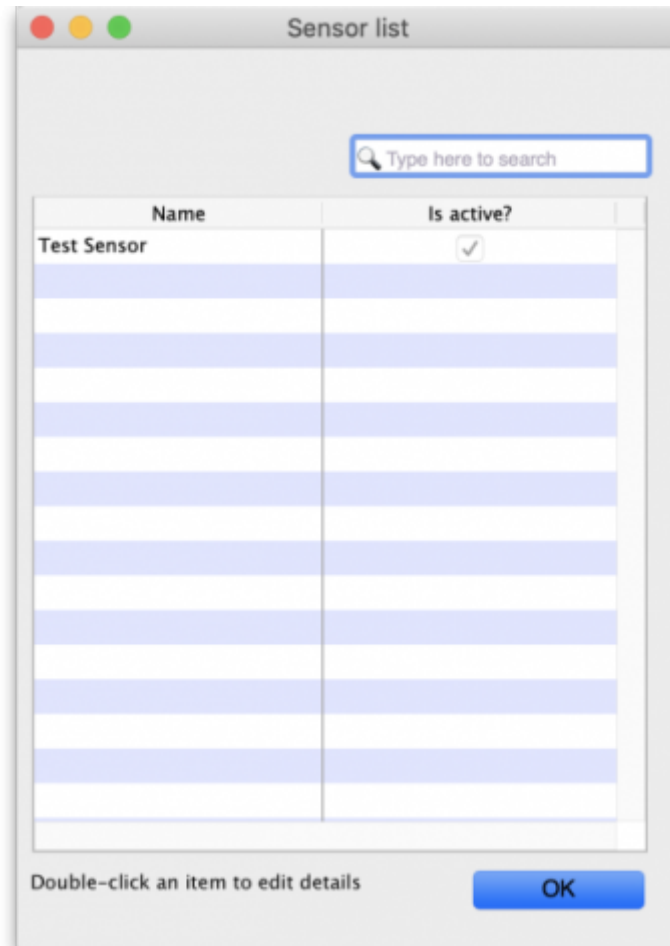 Sensor list
Type here to search
Name Is active?
Test Sensor
Double-click an item to edit details
OK